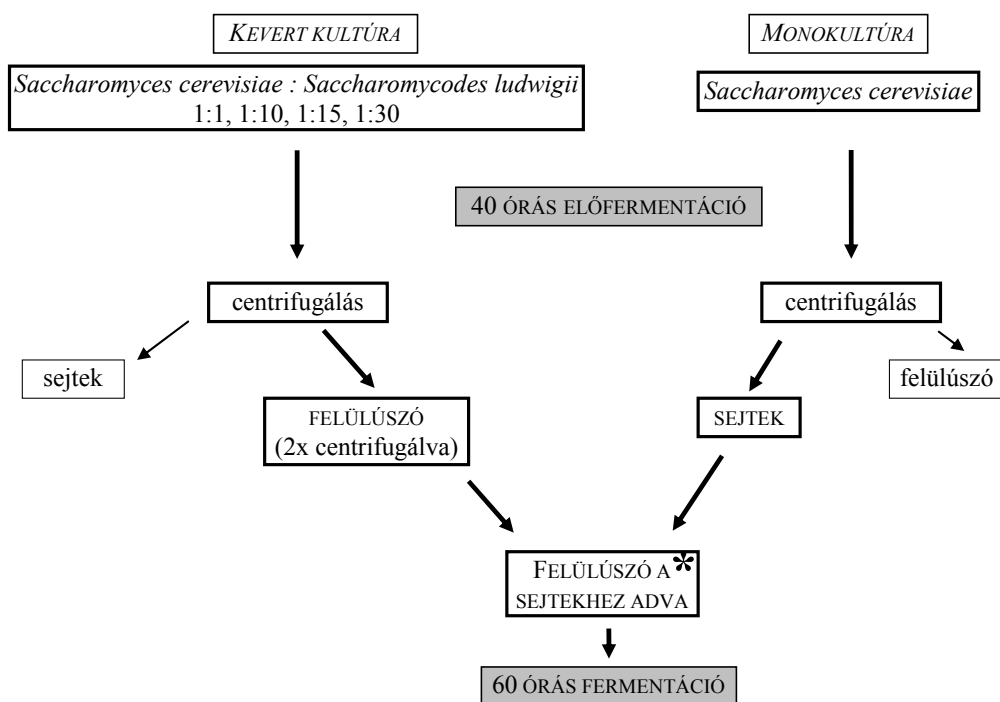 KEVERT KULTÚRA
MONOKULTÚRA
Saccharomyces cerevisiae : Saccharomycodes ludwigii
1:1, 1:10, 1:15, 1:30
Saccharomyces cerevisiae
40 ÓRÁS ELŐFERMENTÁCIÓ
centrifugálás
centrifugálás
sejtek
felülúszó
FELÜLÚSZÓ
(2x centrifugálva)
SEJTEK
FELÜLÚSZÓ A *
SEJTEKHEZ ADVA
60 ÓRÁS FERMENTÁCIÓ